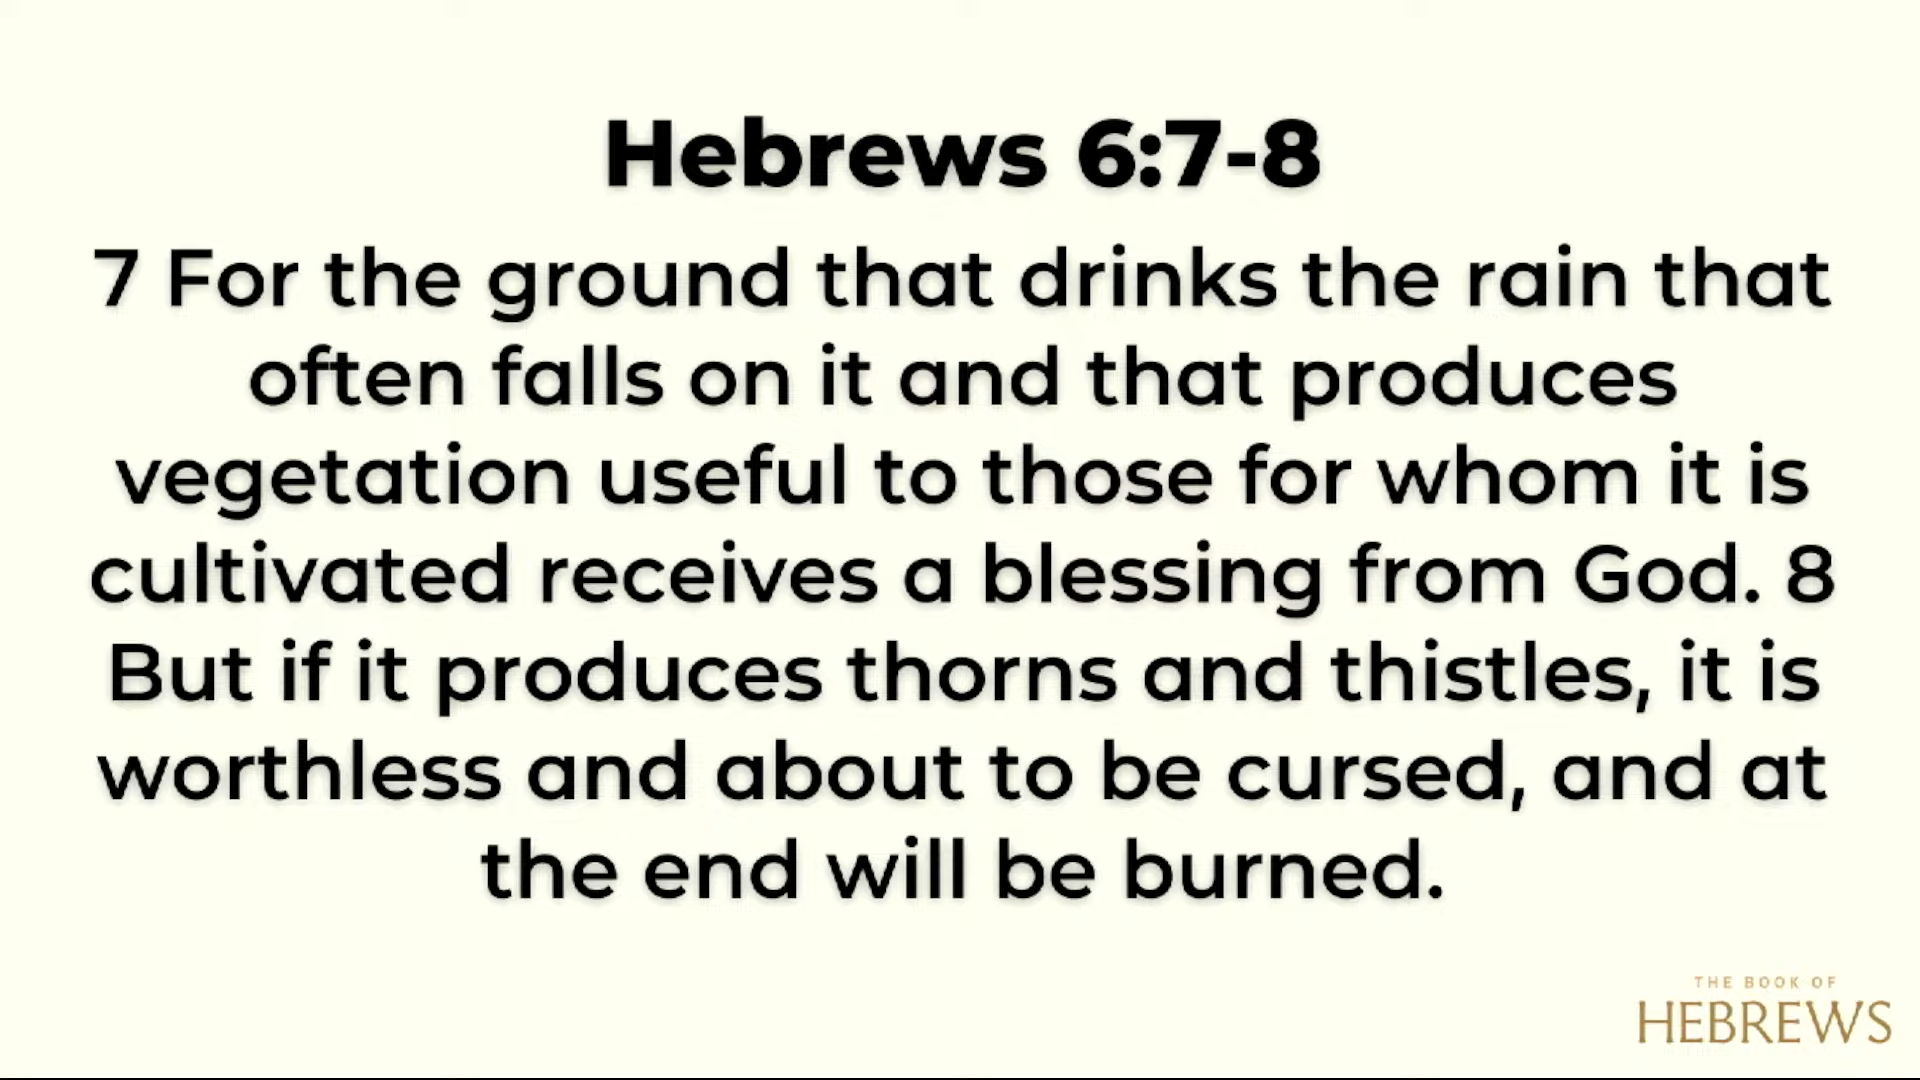 Hebrews 6:7-8
7 For the ground that drinks the rain that
often falls on it and that produces
vegetation useful to those for whom it is
cultivated receives a blessing from God. 8
But if it produces thorns and thistles, it is
worthless and about to be cursed, and at
the end will be burned.
THE BOOK OF
HEBREWS